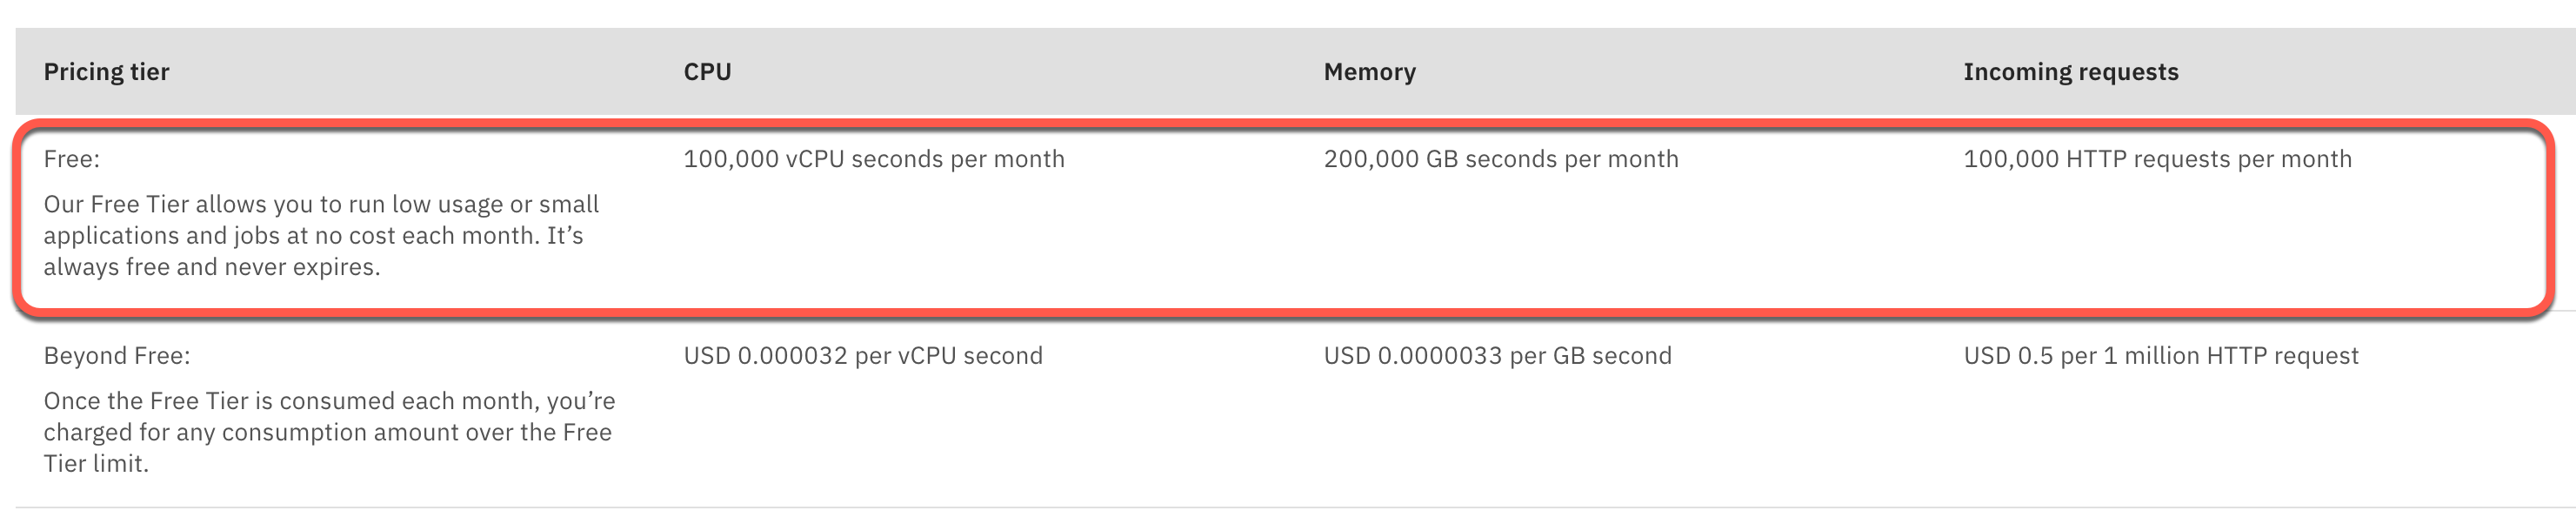 Pricing tier CPU Memory Incoming requests
Free: 100,000 vCPU seconds per month 200,000 GB seconds per month 100,000 HTTP requests per month
Our Free Tier allows you to run low usage or small
applications and jobs at no cost each month. It’s
always free and never expires.
Beyond Free: USD 0.000032 per vCPU second USD 0.0000033 per GB second USD 0.5 per 1 million HTTP request
Once the Free Tier is consumed each month, you’re
charged for any consumption amount over the Free
Tier limit.